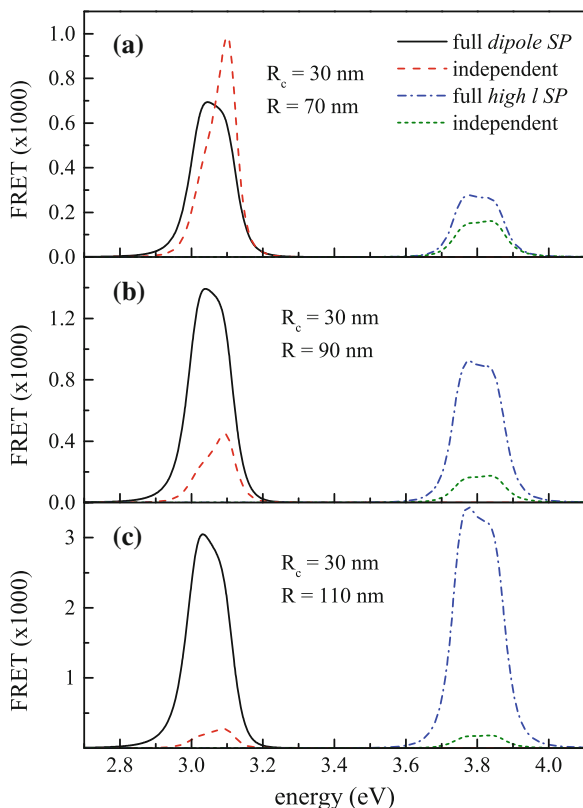 (a)
R_c = 30 nm
R = 70 nm
full dipole SP
independent
full high l SP
independent
FRET (x1000)
1.0
0.8
0.6
0.4
0.2
0.0
(b)
R_c = 30 nm
R = 90 nm
FRET (x1000)
1.2
0.8
0.4
0.0
(c)
R_c = 30 nm
R = 110 nm
FRET (x1000)
3
2
1
2.8 3.0 3.2 3.4 3.6 3.8 4.0
energy (eV)